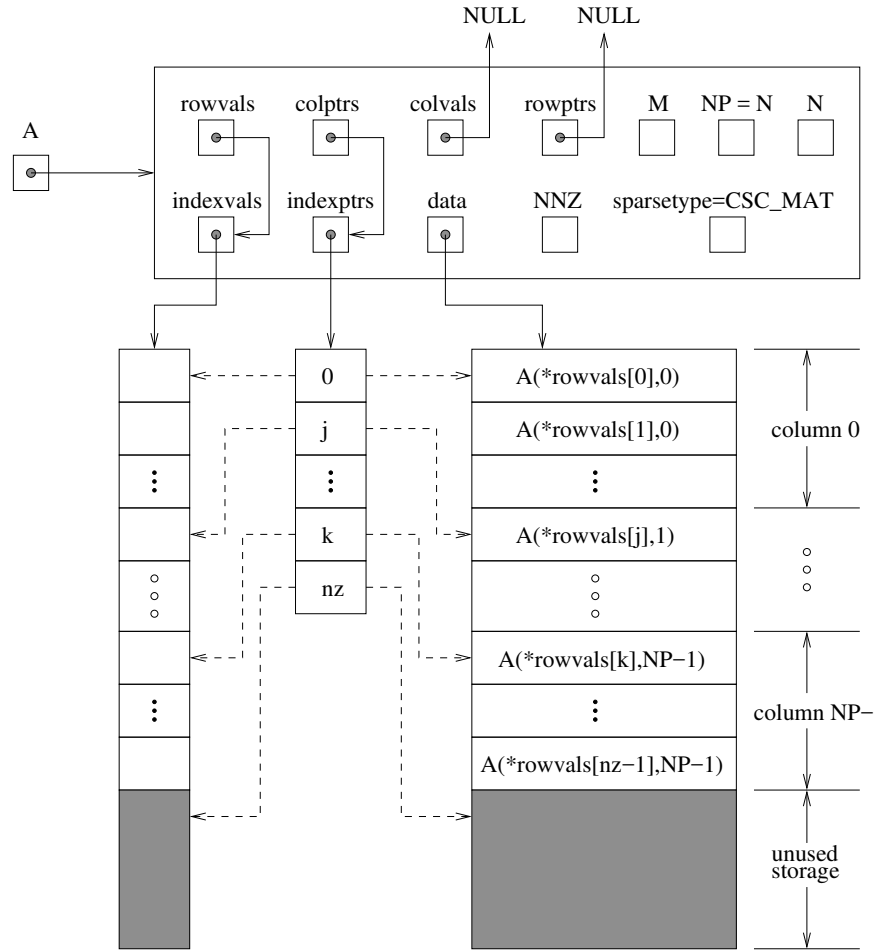 NULL NULL
rowvals colptrs colvals rowptrs M NP = N N
A
indexvals indexptrs data NNZ sparsetype=CSC_MAT
0 A(*rowvals[0],0)
j A(*rowvals[1],0) column 0
k A(*rowvals[j],1)
nz
A(*rowvals[k],NP−1)
column NP−
A(*rowvals[nz−1],NP−1)
unused
storage